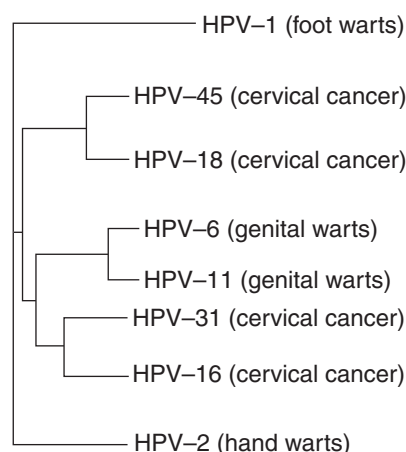 HPV–1 (foot warts)
HPV–45 (cervical cancer)
HPV–18 (cervical cancer)
HPV–6 (genital warts)
HPV–11 (genital warts)
HPV–31 (cervical cancer)
HPV–16 (cervical cancer)
HPV–2 (hand warts)